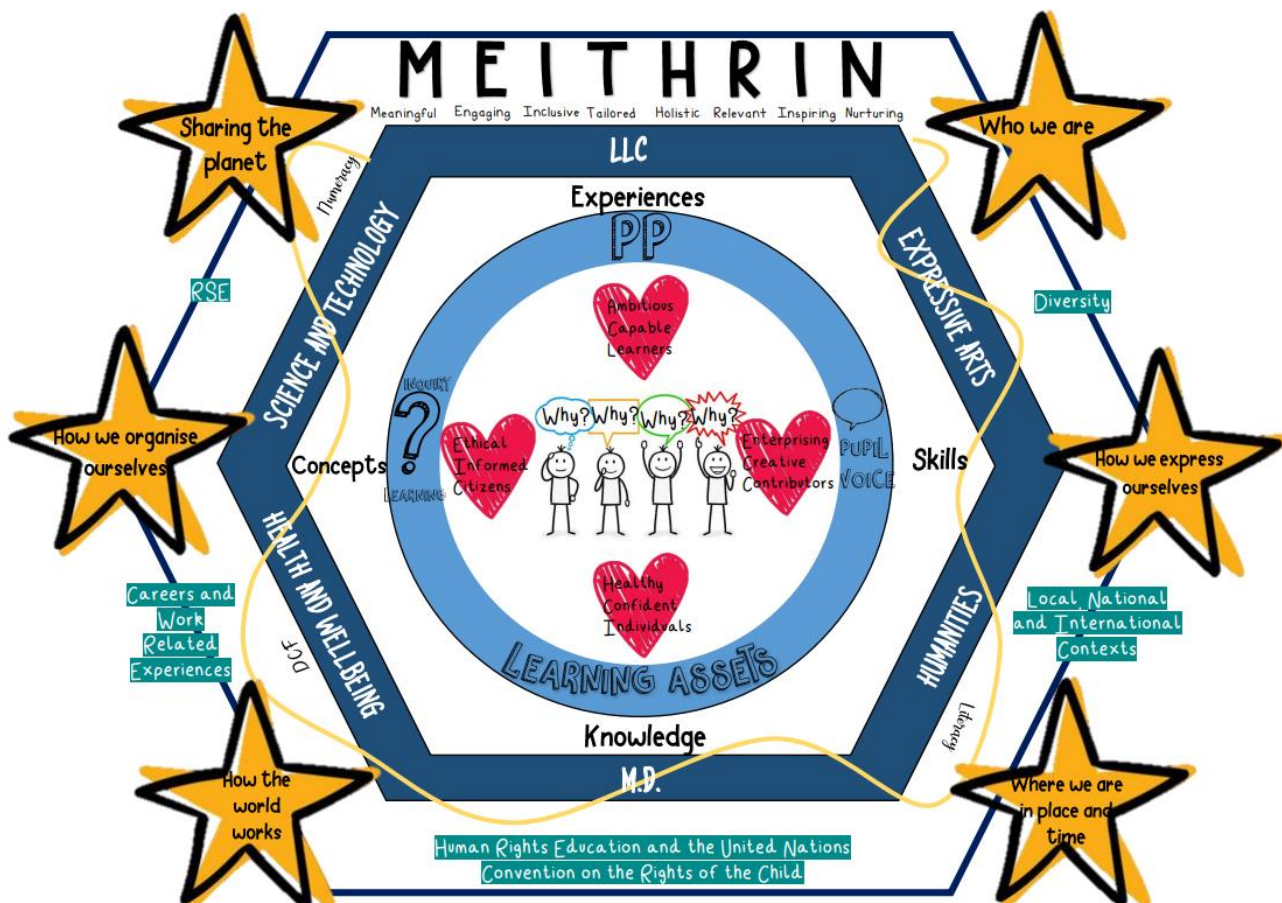 MEITHRIN
Meaningful Engaging Inclusive Tailored Holistic Relevant Inspiring Nurturing
Sharing the
planet
Who we are
Numeracy
LLC
Experiences
PP
SCIENCE AND TECHNOLOGY
EXPRESSIVE ARTS
RSE
Diversity
Ambitious
Capable
Learners
How we organise
ourselves
INQUIRY
?
LEARNING
Concepts
Ethical
Informed
Citizens
Why? Why? Why? Why?
Enterprising
Creative
Contributors
PUPIL
VOICE
Skills
How we express
ourselves
Careers and
Work
Related
Experiences
HEALTH AND WELLBEING
DCF
Healthy
Confident
Individuals
LEARNING ASSETS
HUMANITIES
Literacy
Local, National
and International
Contexts
Knowledge
M.D.
How the
world
works
Where we are
in place and
time
Human Rights Education and the United Nations
Convention on the Rights of the Child